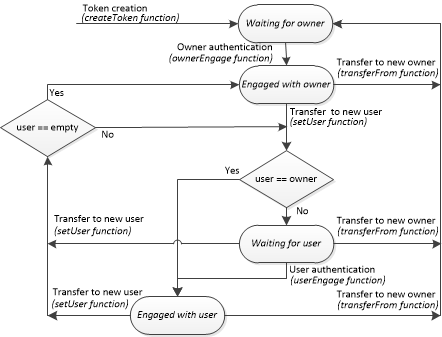 Token creation
(createToken function)
Waiting for owner
Owner authentication
(ownerEngage function)
Transfer to new owner
(transferFrom function)
Engaged with owner
Yes
Transfer to new user
(setUser function)
user == empty
No
Yes
user == owner
No
Transfer to new user
(setUser function)
Waiting for user
Transfer to new owner
(transferFrom function)
User authentication
(userEngage function)
Transfer to new user
(setUser function)
Engaged with user
Transfer to new owner
(transferFrom function)